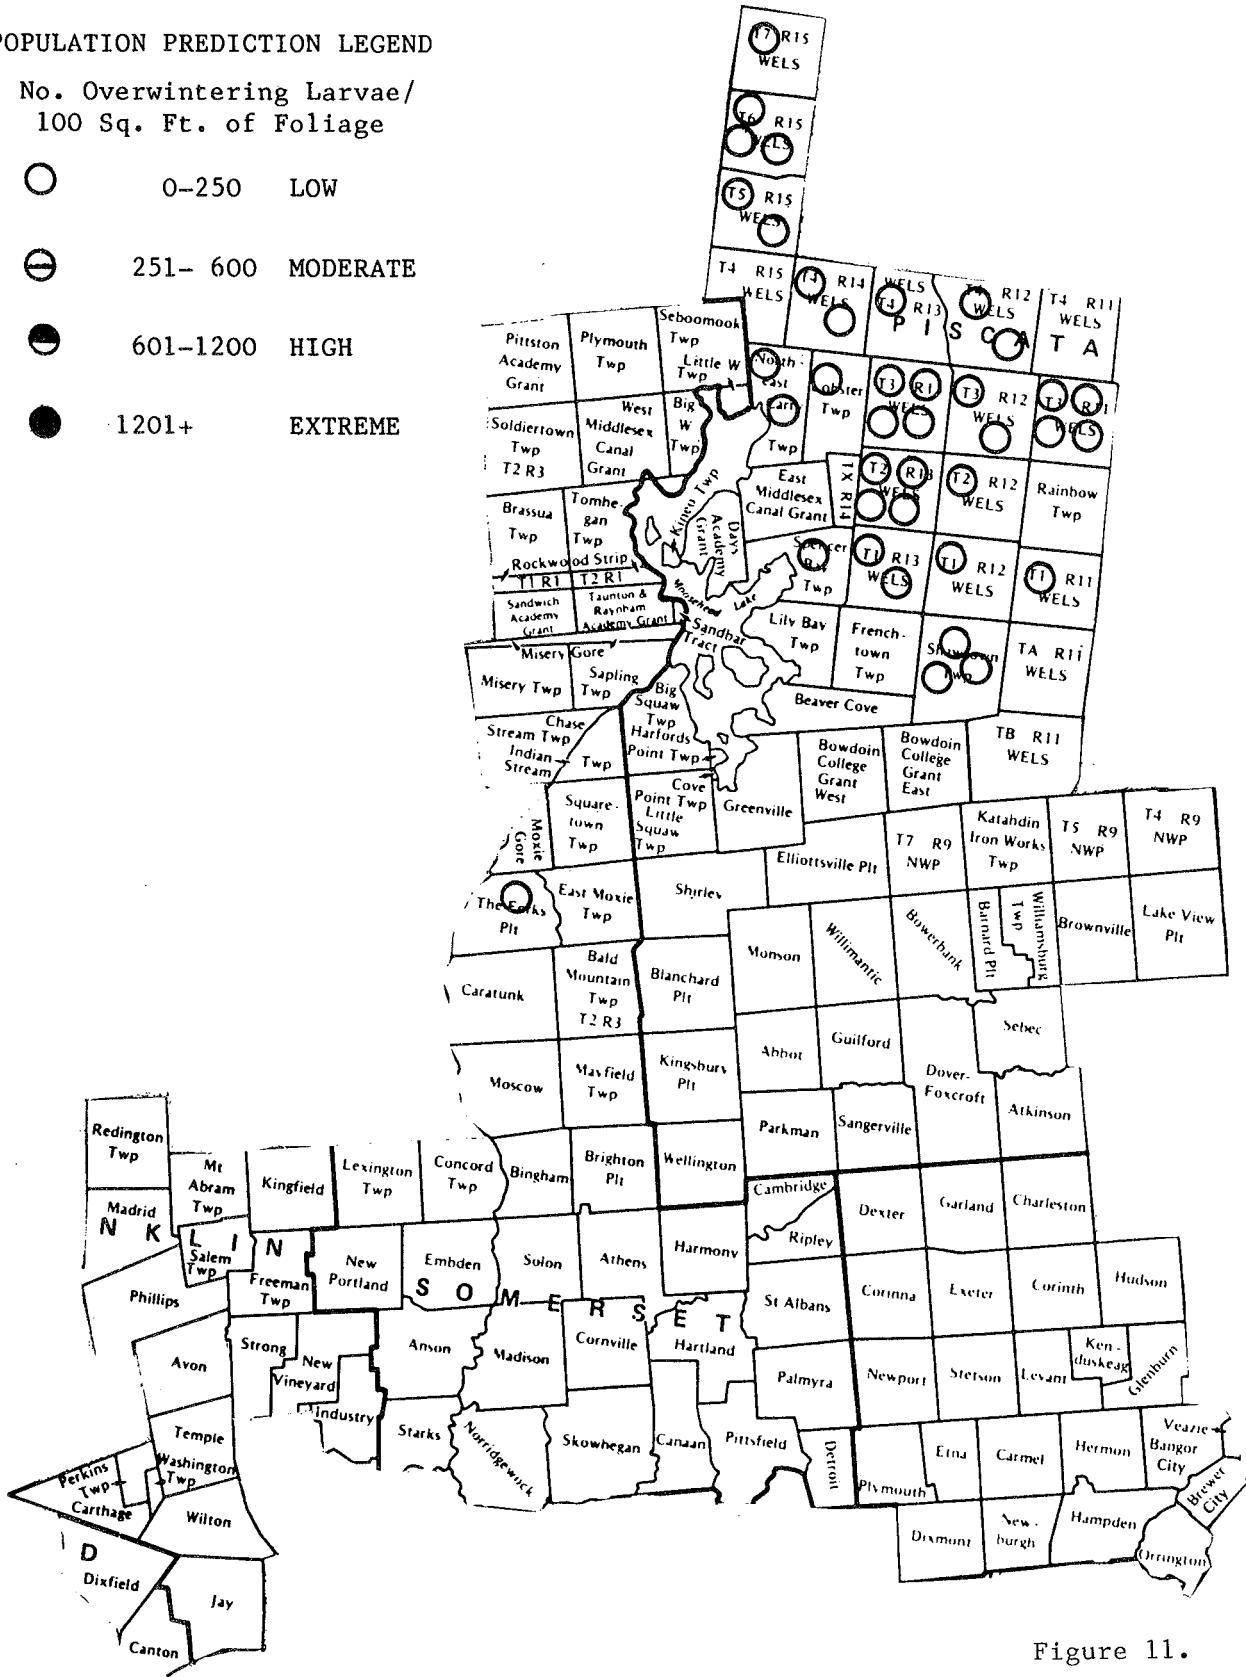 POPULATION PREDICTION LEGEND
No. Overwintering Larvae/
100 Sq. Ft. of Foliage
0-250 LOW
251- 600 MODERATE
601-1200 HIGH
1201+ EXTREME
T7 R15
WELS
T6 R15
WELS
T5 R15
WELS
T4 R15
WELS
T4 R14
WELS
WELS
T4 R13
T4 R12
WELS
T4 R11
WELS
PISCATA
Pittston
Academy
Grant
Plymouth
Twp
Seboomook
Twp
Little W
Twp
North-
east
Carry
Twp
Lobster
Twp
T3 R13
WELS
T3 R12
WELS
T3 R11
WELS
Soldiertown
Twp
T2 R3
West
Middlesex
Canal
Grant
Big
W
Twp
Kineo Twp
Days
Academy
Grant
East
Middlesex
Canal Grant
TX R14
T2 R13
WELS
T2 R12
WELS
Rainbow
Twp
Brassua
Twp
Tomhe-
gan
Twp
Rockwood Strip
T1 R1
T2 R1
Sandwich
Academy
Grant
Taunton &
Raynham
Academy Grant
Moosehead Lake
Spencer
Bay
Twp
T1 R13
WELS
T1 R12
WELS
T1 R11
WELS
Sandbar
Tract
Lily Bay
Twp
French-
town
Twp
Shawtown
Twp
TA R11
WELS
Misery Gore
Misery Twp
Sapling
Twp
Big
Squaw
Twp
Beaver Cove
Chase
Stream Twp
Indian
Stream
Twp
Harfords
Point Twp
Bowdoin
College
Grant
West
Bowdoin
College
Grant
East
TB R11
WELS
Moxie
Gore
Square-
town
Twp
Cove
Point Twp
Little
Squaw
Twp
Greenville
Elliottsville Plt
T7 R9
NWP
Katahdin
Iron Works
Twp
T5 R9
NWP
T4 R9
NWP
The Forks
Plt
East Moxie
Twp
Shirley
Monson
Willimantic
Bowerbank
Barnard Plt
Williamsburg
Twp
Brownville
Lake View
Plt
Caratunk
Bald
Mountain
Twp
T2 R3
Blanchard
Plt
Abbot
Guilford
Sebec
Moscow
Mayfield
Twp
Kingsbury
Plt
Dover-
Foxcroft
Parkman
Sangerville
Atkinson
Redington
Twp
Mt
Abram
Twp
Kingfield
Lexington
Twp
Concord
Twp
Bingham
Brighton
Plt
Wellington
Cambridge
Ripley
Dexter
Garland
Charleston
Madrid
NKLIN
Salem
Twp
Freeman
Twp
New
Portland
Embden
Solon
Athens
Harmony
SOMERSET
Phillips
St Albans
Corinna
Exeter
Corinth
Hudson
Avon
Strong
New
Vineyard
Industry
Anson
Madison
Cornville
Hartland
Palmyra
Newport
Stetson
Levant
Ken-
duskeag
Glenburn
Temple
Washington
Twp
Perkins
Twp
Carthage
Wilton
Starks
Norridgewock
Skowhegan
Canaan
Pittsfield
Detroit
Plymouth
Etna
Carmel
Hermon
Veazie
Bangor
City
Brewer
City
D
Dixfield
Jay
Canton
Dixmont
New-
burgh
Hampden
Orrington
Figure 11.